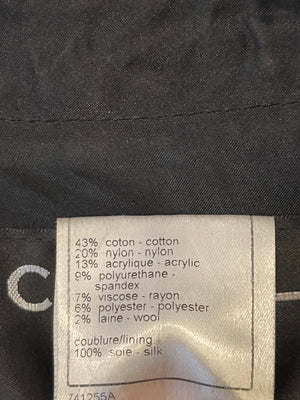 43% coton - cotton
20% nylon - nylon
13% acrylique - acrylic
9% polyurethane -
spandex
7% viscose - rayon
6% polyester - polyester
2% laine - wool
coublure/lining
100% soie - silk
741255A
C